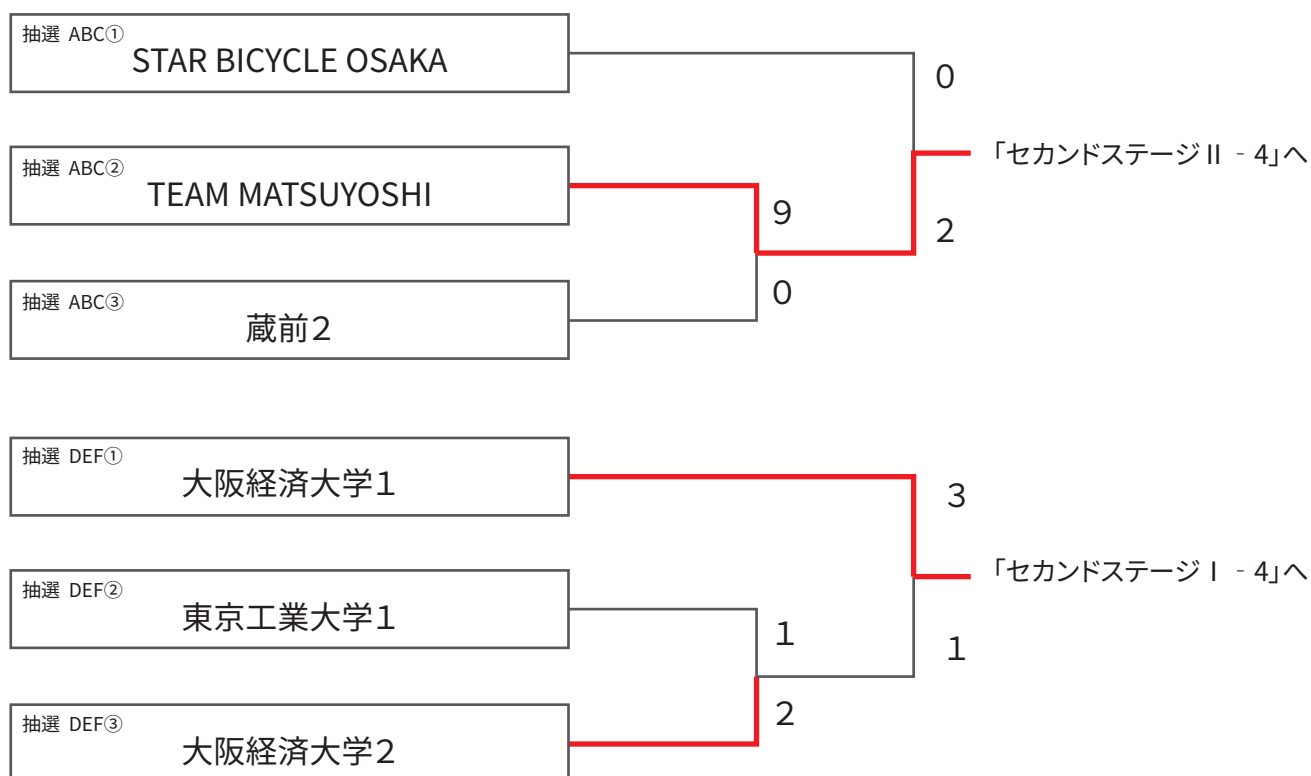 抽選 ABC①
STAR BICYCLE OSAKA
0
「セカンドステージⅡ‐4」へ
抽選 ABC②
TEAM MATSUYOSHI
9
2
0
抽選 ABC③
蔵前２
抽選 DEF①
大阪経済大学１
3
「セカンドステージⅠ‐4」へ
抽選 DEF②
東京工業大学１
1
1
2
抽選 DEF③
大阪経済大学２